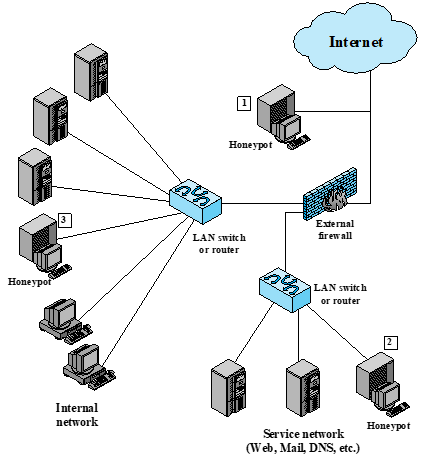 Internet
1
Honeypot
3
Honeypot
LAN switch
or router
External
firewall
LAN switch
or router
2
Honeypot
Internal
network
Service network
(Web, Mail, DNS, etc.)